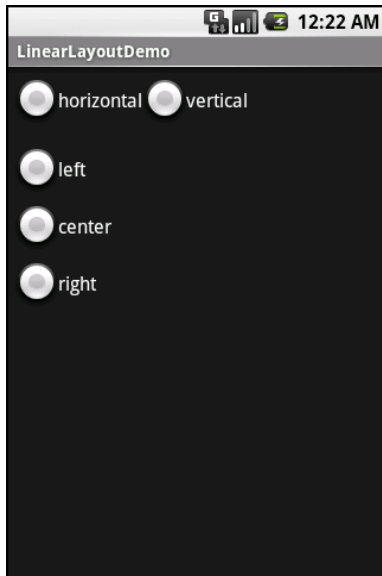 G 12:22 AM
LinearLayoutDemo
horizontal vertical
left
center
right